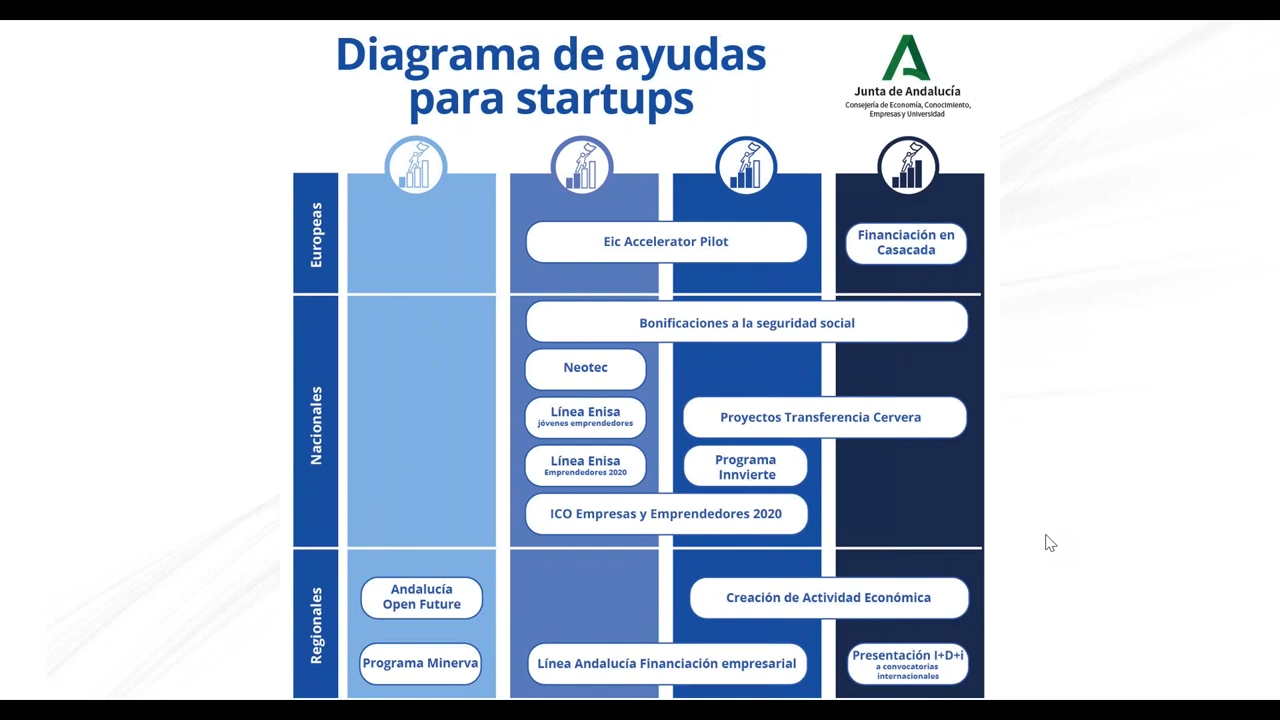 Diagrama de ayudas
para startups
Junta de Andalucía
Consejería de Economía, Conocimiento,
Empresas y Universidad
Europeas
Eic Accelerator Pilot
Financiación en
Casacada
Nacionales
Bonificaciones a la seguridad social
Neotec
Línea Enisa
jóvenes emprendedores
Proyectos Transferencia Cervera
Línea Enisa
Emprendedores 2020
Programa
Innvierte
ICO Empresas y Emprendedores 2020
Regionales
Andalucía
Open Future
Creación de Actividad Económica
Programa Minerva
Línea Andalucía Financiación empresarial
Presentación I+D+i
a convocatorias
internacionales